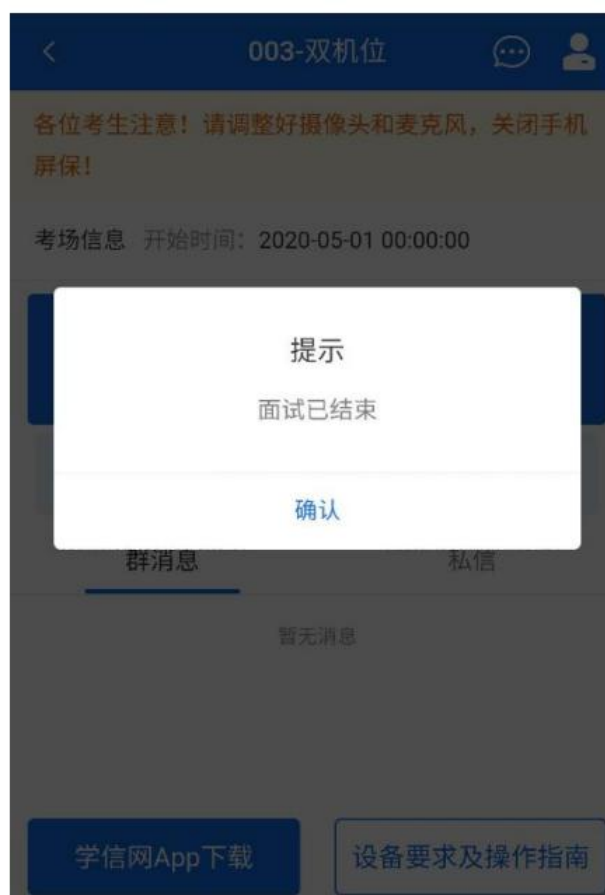 003-双机位
各位考生注意！请调整好摄像头和麦克风，关闭手机
屏保！
考场信息 开始时间：2020-05-01 00:00:00
提示
面试已结束
确认
群消息 私信
暂无消息
学信网App下载 设备要求及操作指南